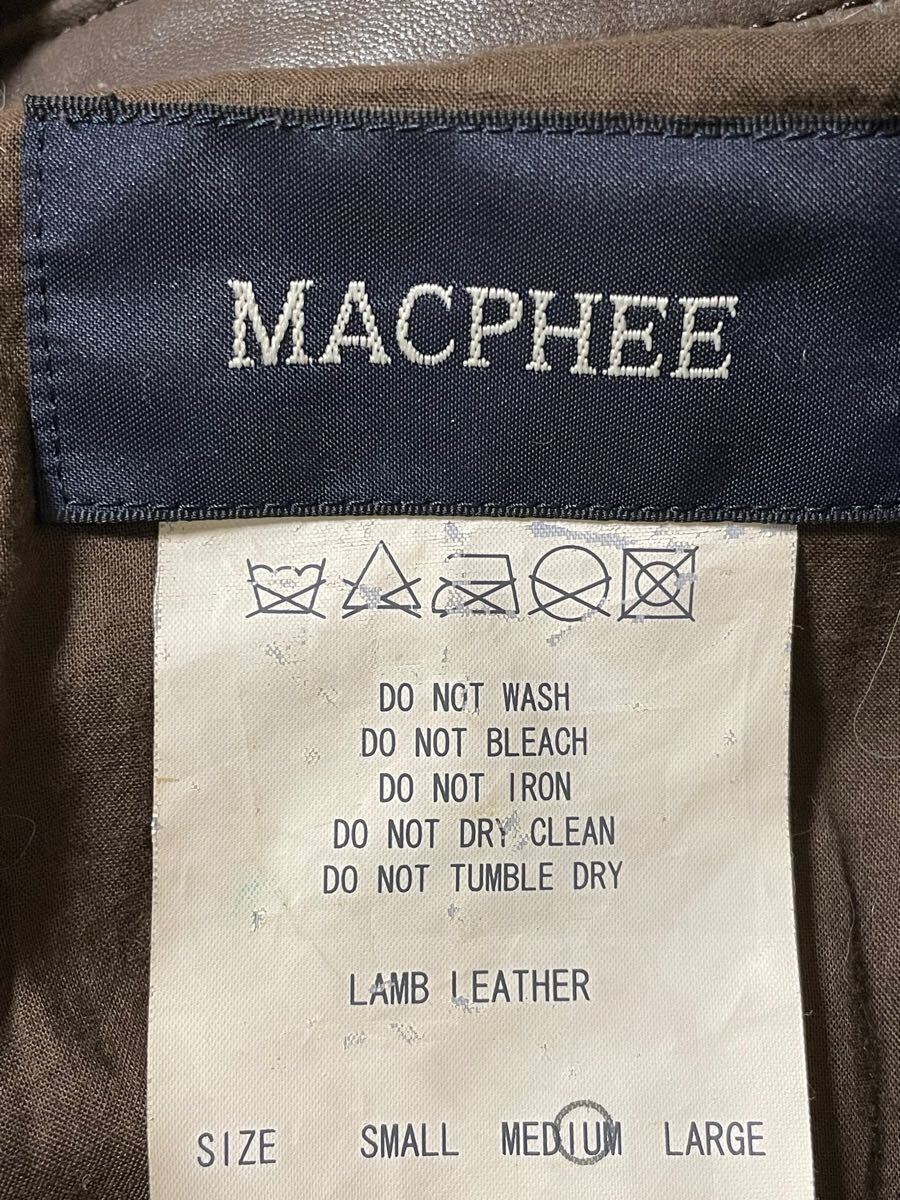 MACPHEE
DO NOT WASH
DO NOT BLEACH
DO NOT IRON
DO NOT DRY CLEAN
DO NOT TUMBLE DRY
LAMB LEATHER
SIZE SMALL MEDIUM LARGE